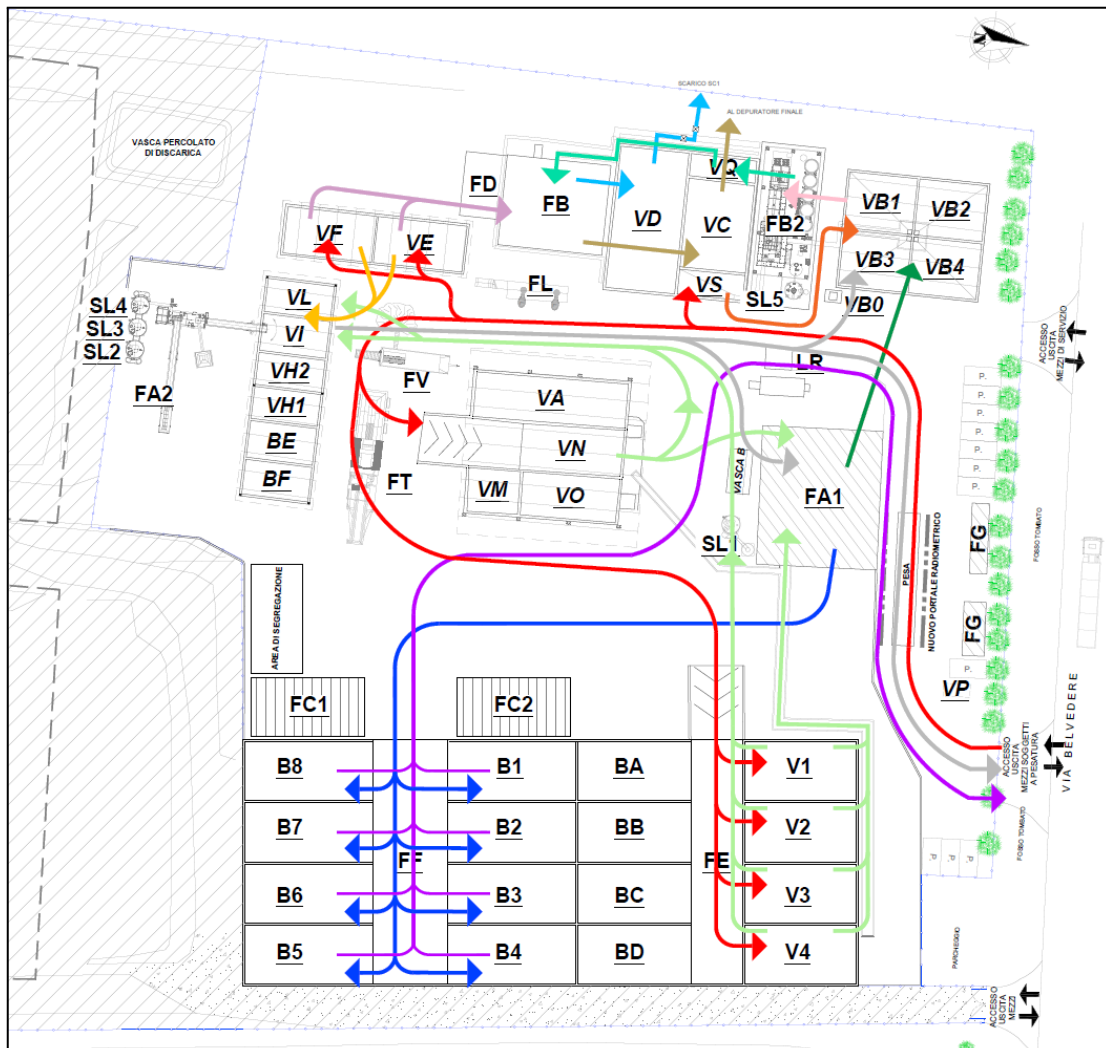 N
SCARICO SC1
AL DEPURATORE FINALE
VASCA PERCOLATO
DI DISCARICA
FD
FB
VD
VQ
VC
FB2
VB1
VB2
VB3
VB4
VB0
VF
VE
VS
SL5
FL
SL4
SL3
SL2
FA2
VL
VI
VH2
VH1
BE
BF
FV
FT
VA
VN
VM
VO
LR
VASCA B
FA1
SL1
ACCESSO
USCITA
MEZZI DI SERVIZIO
P.
P.
P.
P.
P.
P.
FG
FOSSO TOMBATO
FG
PESA
NUOVO PORTALE RADIOMETRICO
P.
VP
ACCESSO
USCITA
MEZZI SOGGETTI
A PESATURA
VIA BELVEDERE
FOSSO TOMBATO
P.
P.
P.
PARCHEGGIO
ACCESSO
USCITA
MEZZI
AREA DI SEGREGAZIONE
FC1
FC2
B8
B1
BA
V1
B7
B2
BB
V2
FF
FE
B6
B3
BC
V3
B5
B4
BD
V4